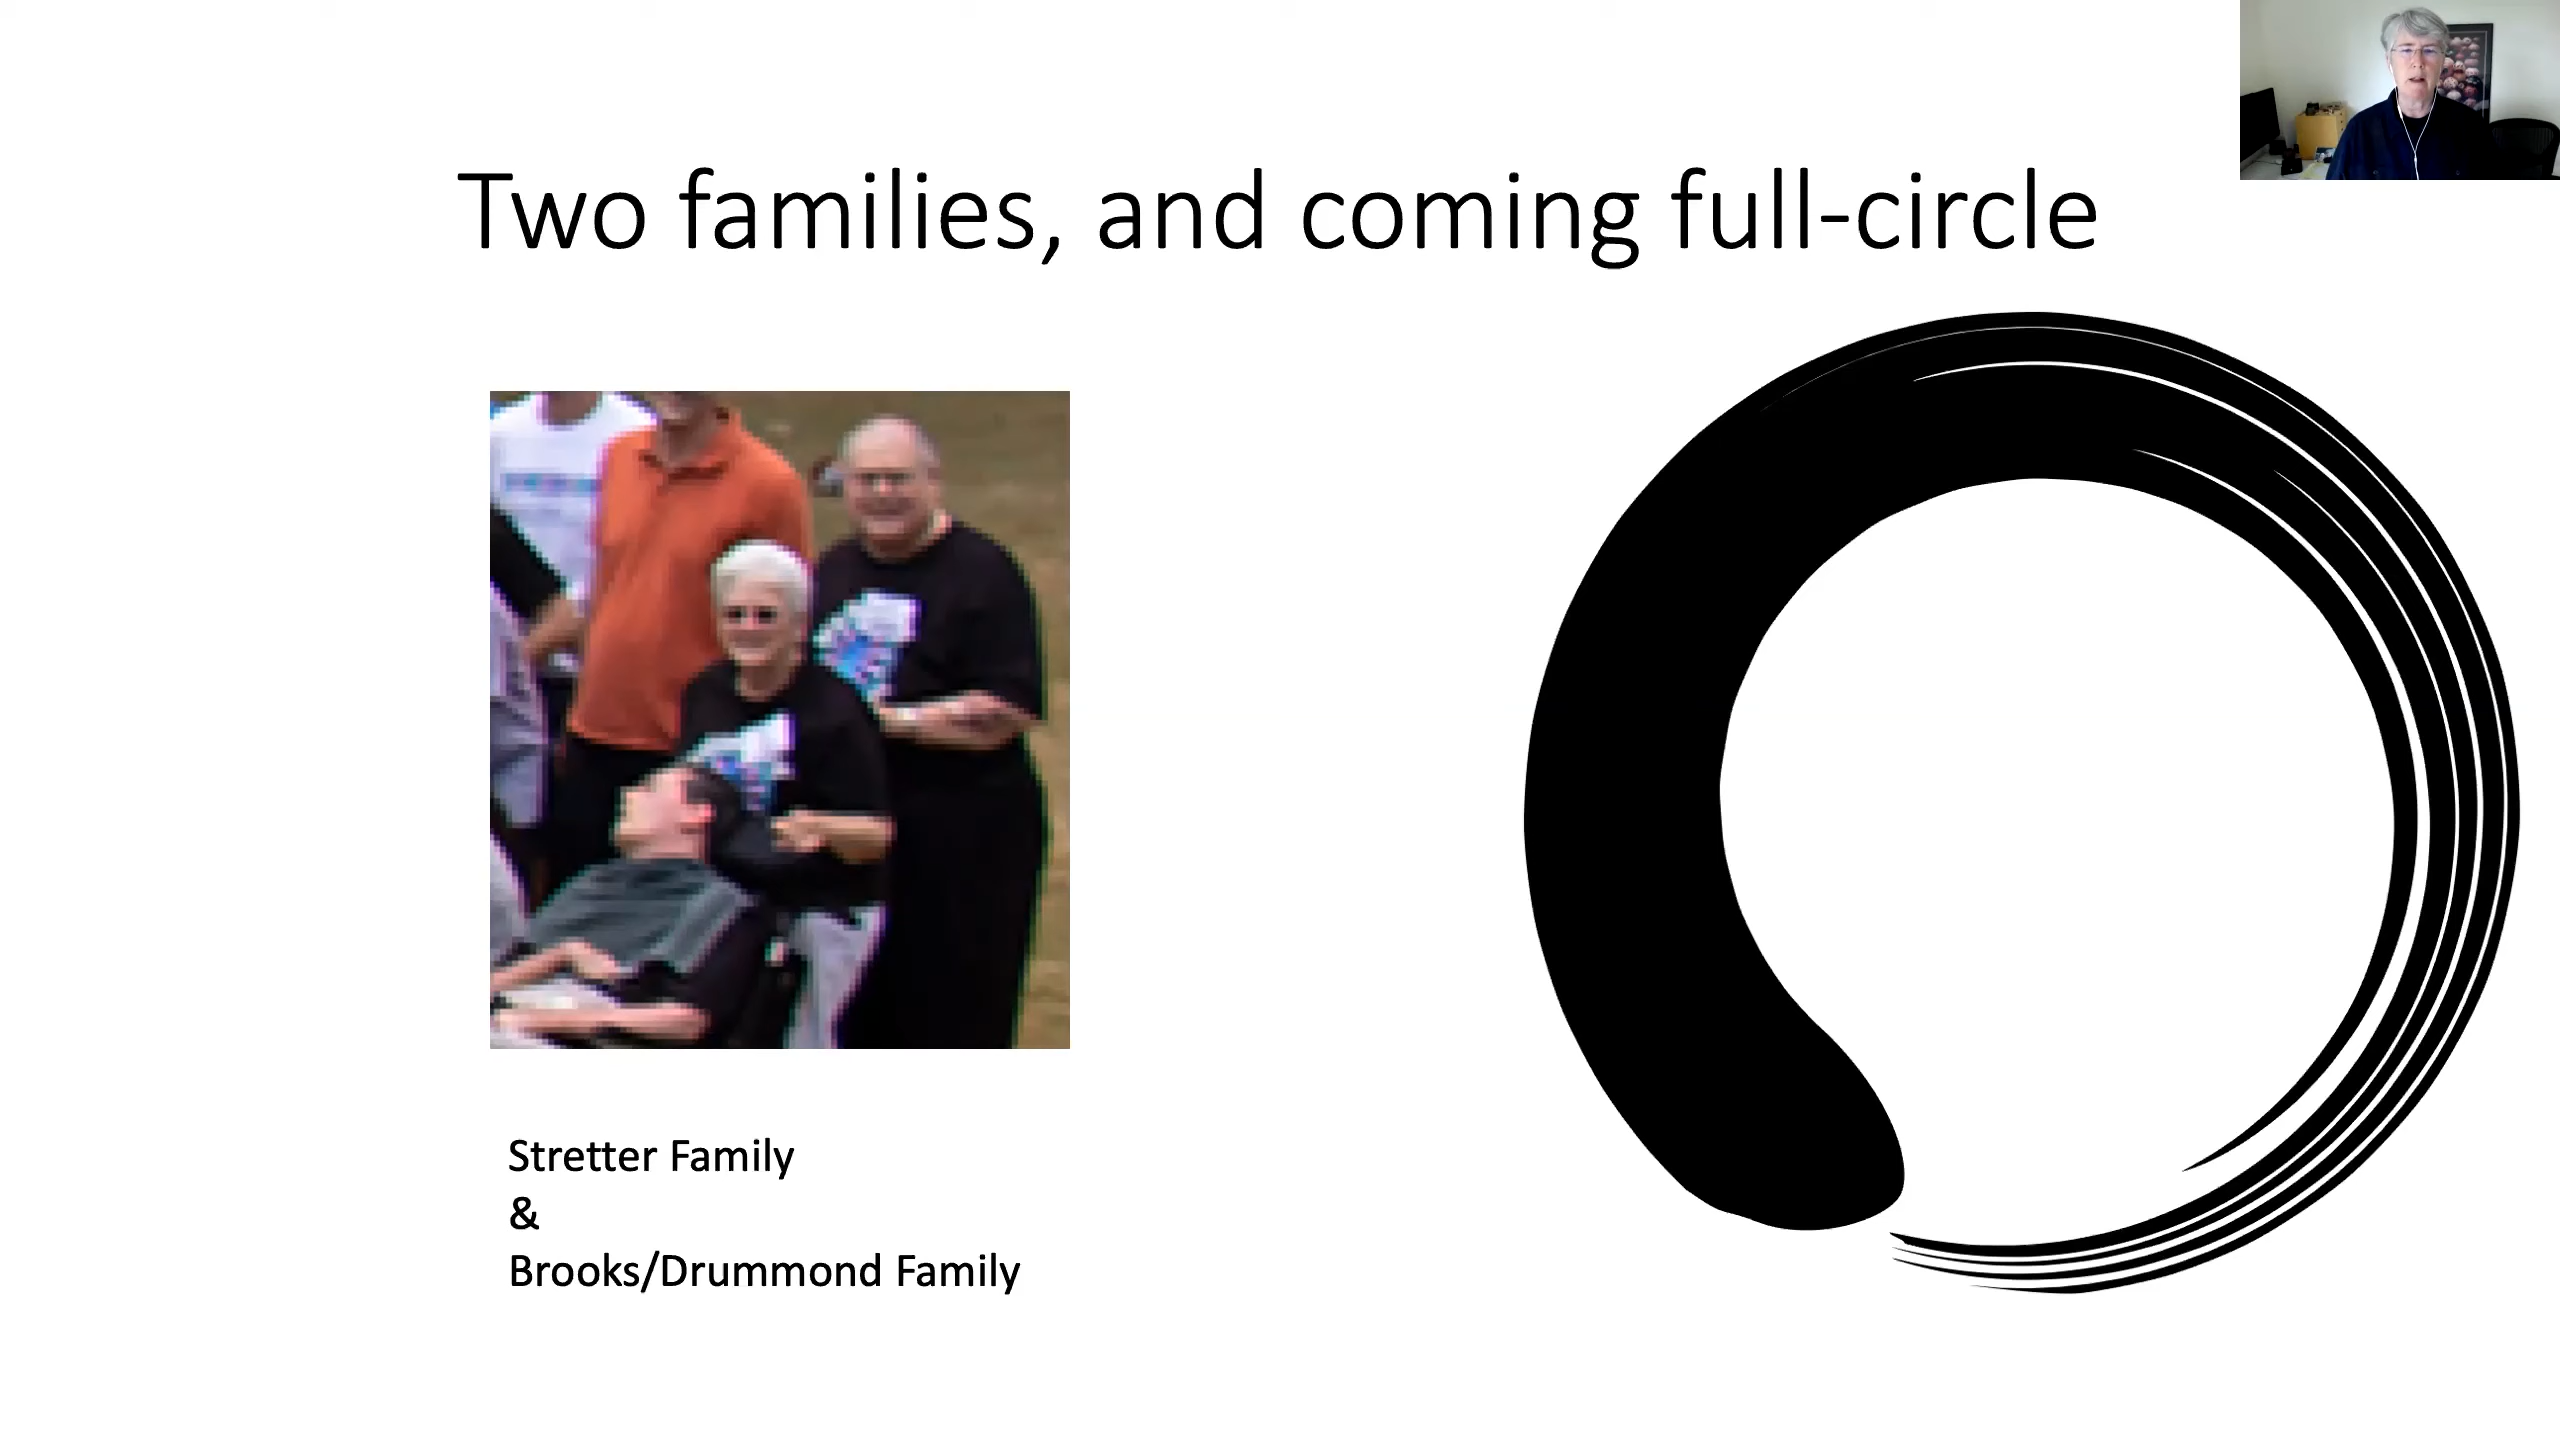 Two families, and coming full-circle
Stretter Family
&
Brooks/Drummond Family